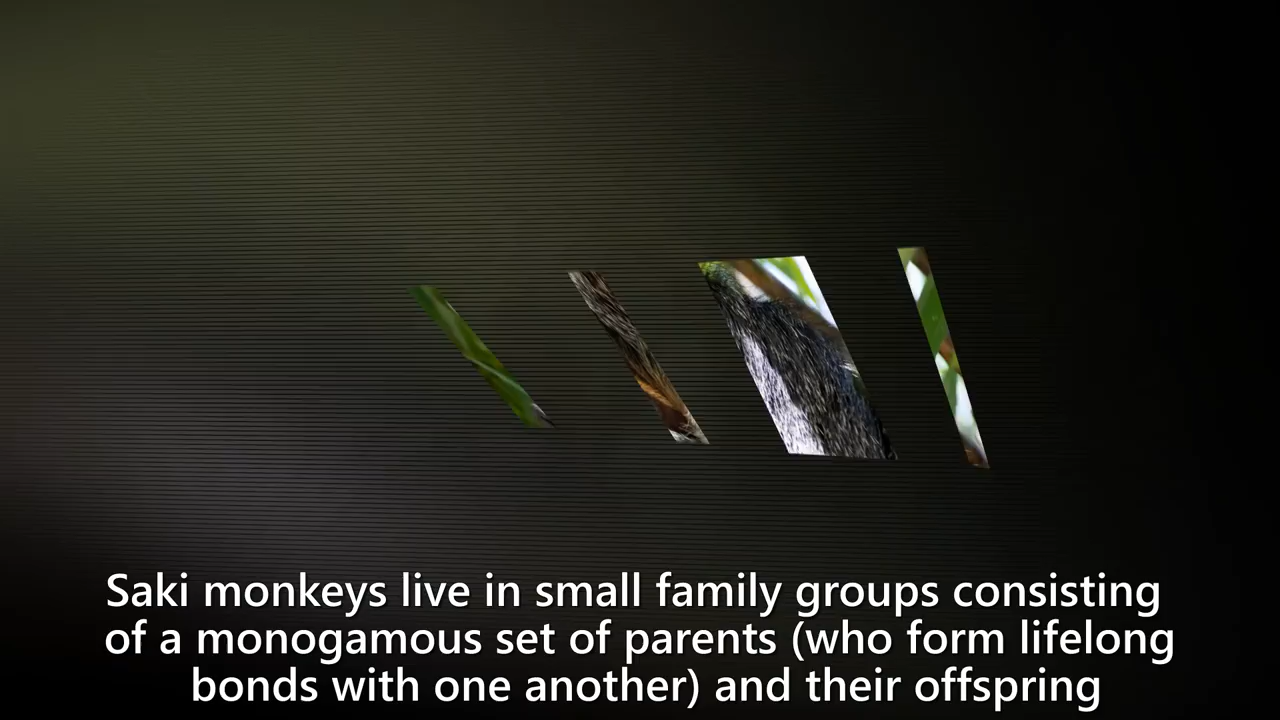 Saki monkeys live in small family groups consisting
of a monogamous set of parents (who form lifelong
bonds with one another) and their offspring